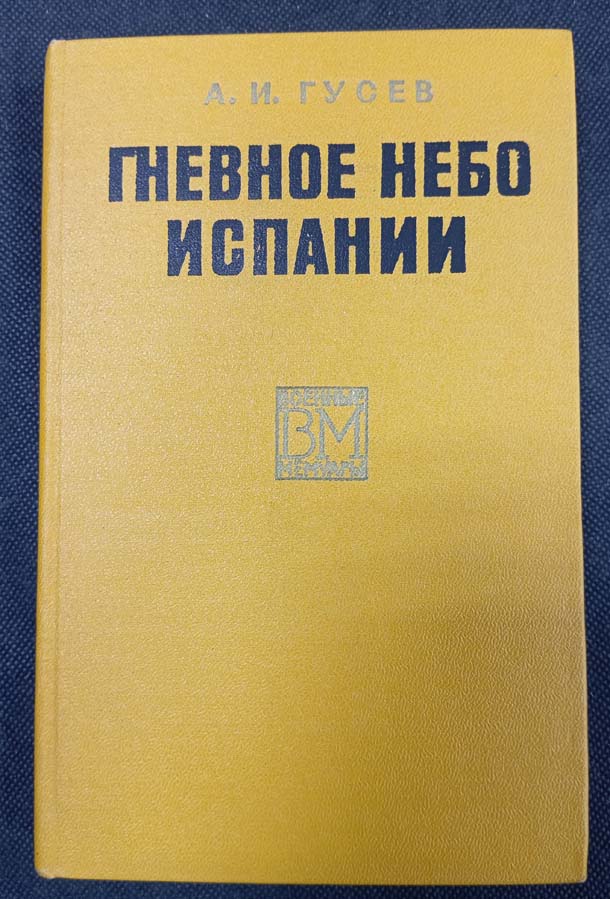 А. И. ГУСЕВ
ГНЕВНОЕ НЕБО
ИСПАНИИ
ВОЕННЫЕ
ВМ
МЕМУАРЫ